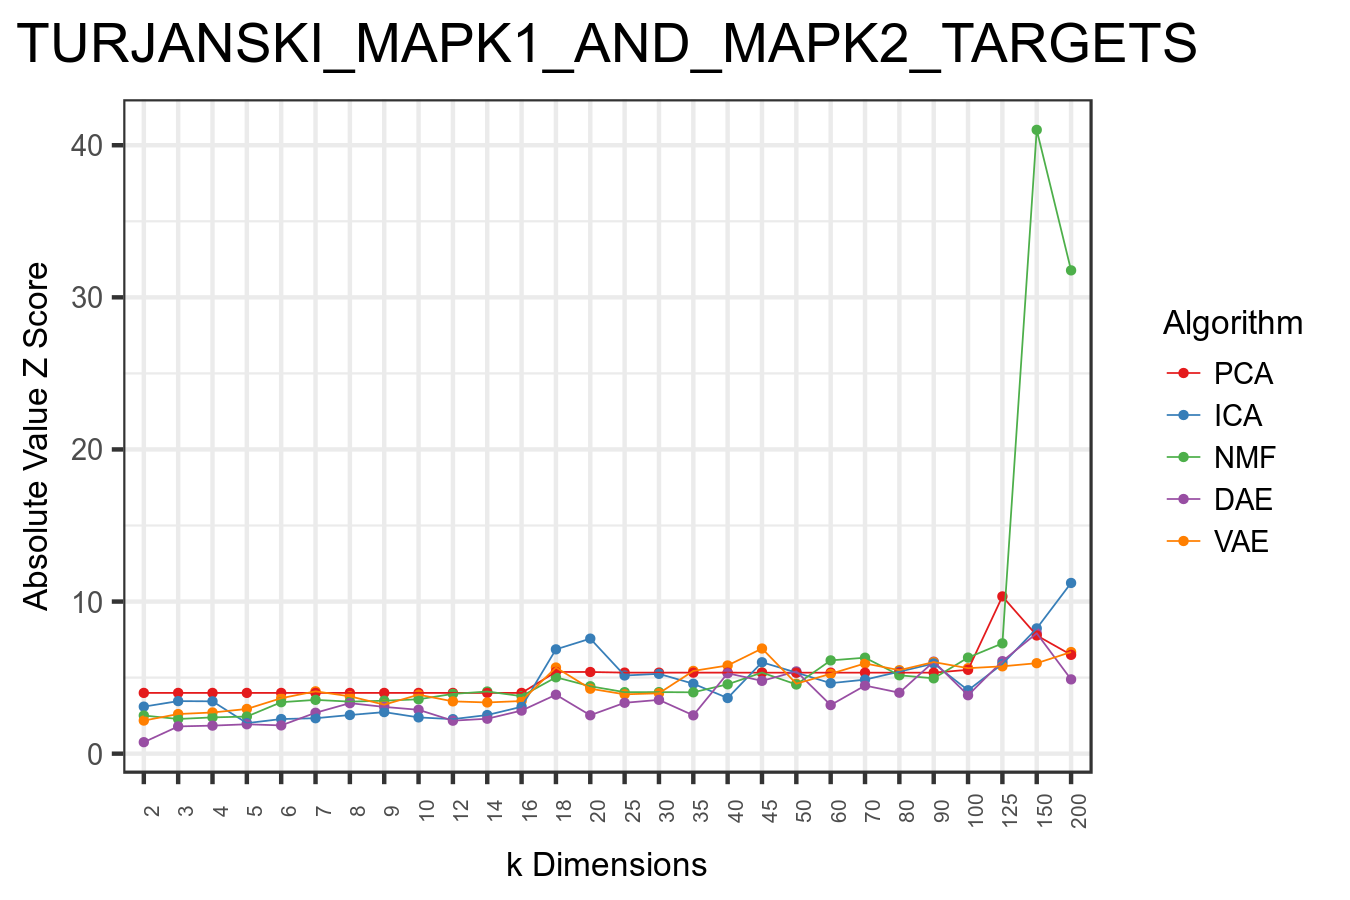 TURJANSKI_MAPK1_AND_MAPK2_TARGETS
Absolute Value Z Score
40
30
20
10
0
2 3 4 5 6 7 8 9 10 12 14 16 18 20 25 30 35 40 45 50 60 70 80 90 100 125 150 200
k Dimensions
Algorithm
PCA
ICA
NMF
DAE
VAE